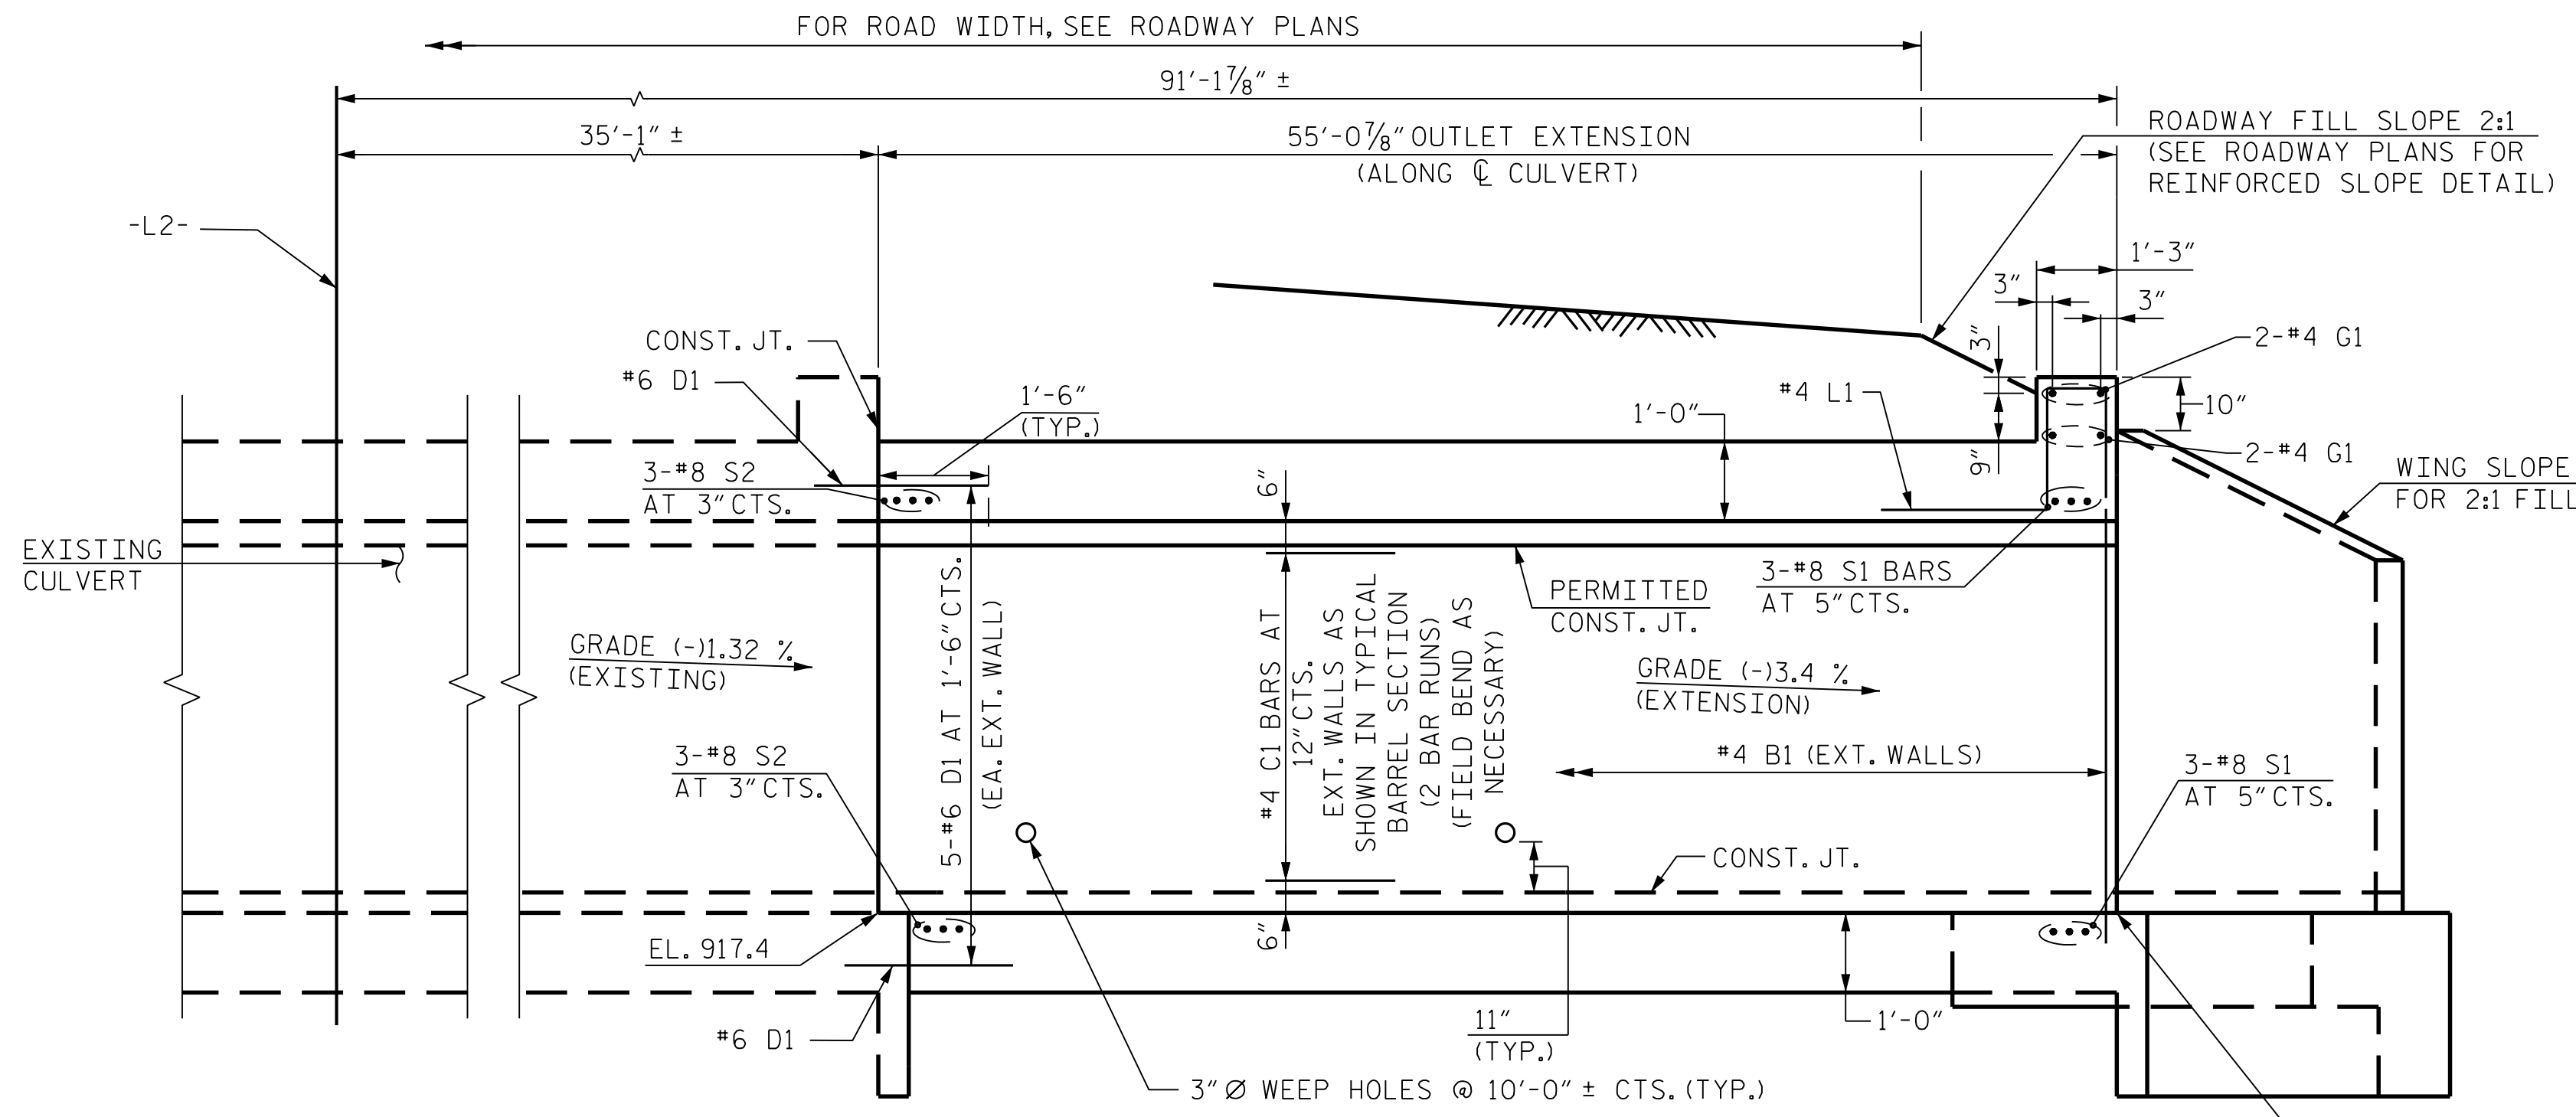 FOR ROAD WIDTH, SEE ROADWAY PLANS
91'-1 7/8" ±
35'-1" ±
55'-0 7/8" OUTLET EXTENSION
(ALONG ℄ CULVERT)
ROADWAY FILL SLOPE 2:1
(SEE ROADWAY PLANS FOR
REINFORCED SLOPE DETAIL)
-L2-
1'-3"
3"
3"
3"
2-#4 G1
CONST. JT.
#6 D1
1'-6"
(TYP.)
#4 L1
1'-0"
10"
9"
2-#4 G1
3-#8 S2
AT 3" CTS.
6"
WING SLOPE
FOR 2:1 FILL
EXISTING
CULVERT
3-#8 S1 BARS
AT 5" CTS.
PERMITTED
CONST. JT.
GRADE (-)1.32 %
(EXISTING)
5-#6 D1 AT 1'-6" CTS.
(EA. EXT. WALL)
#4 C1 BARS AT
12" CTS.
EXT. WALLS AS
SHOWN IN TYPICAL
BARREL SECTION
(2 BAR RUNS)
(FIELD BEND AS
NECESSARY)
GRADE (-)3.4 %
(EXTENSION)
#4 B1 (EXT. WALLS)
3-#8 S2
AT 3" CTS.
3-#8 S1
AT 5" CTS.
CONST. JT.
EL. 917.4
6"
#6 D1
11"
(TYP.)
1'-0"
3" Ø WEEP HOLES @ 10'-0" ± CTS. (TYP.)